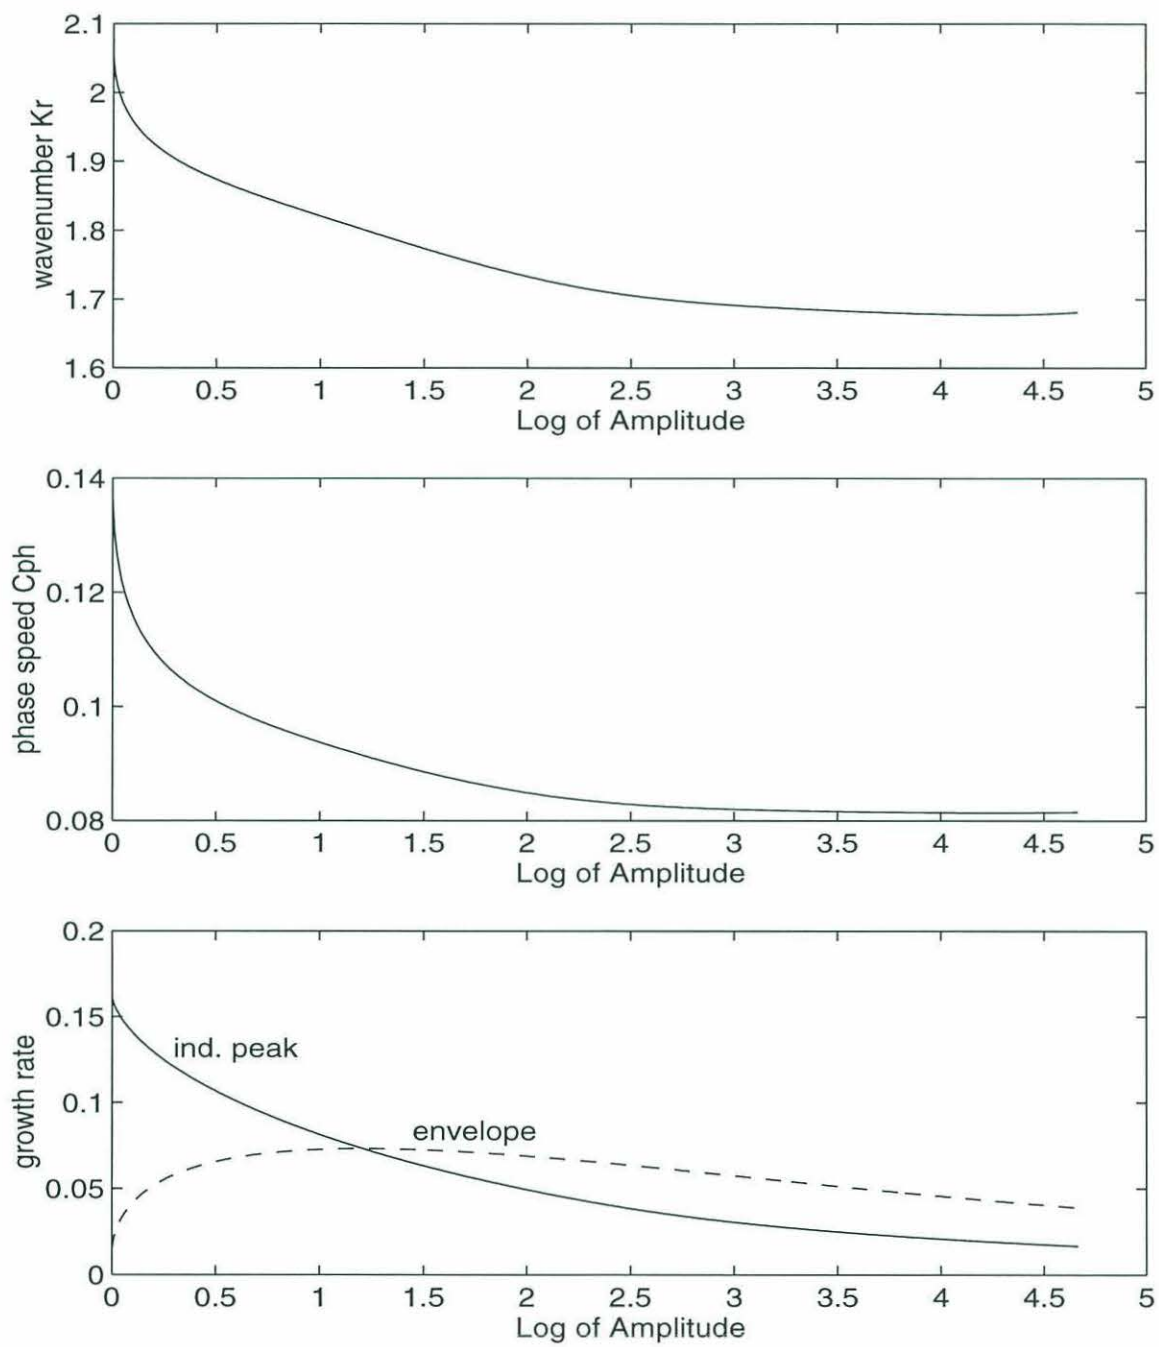 2.1
2
1.9
1.8
1.7
1.6
wavenumber Kr
0 0.5 1 1.5 2 2.5 3 3.5 4 4.5 5
Log of Amplitude
0.14
0.12
0.1
0.08
phase speed Cph
0 0.5 1 1.5 2 2.5 3 3.5 4 4.5 5
Log of Amplitude
0.2
0.15
0.1
0.05
0
growth rate
ind. peak
envelope
0 0.5 1 1.5 2 2.5 3 3.5 4 4.5 5
Log of Amplitude